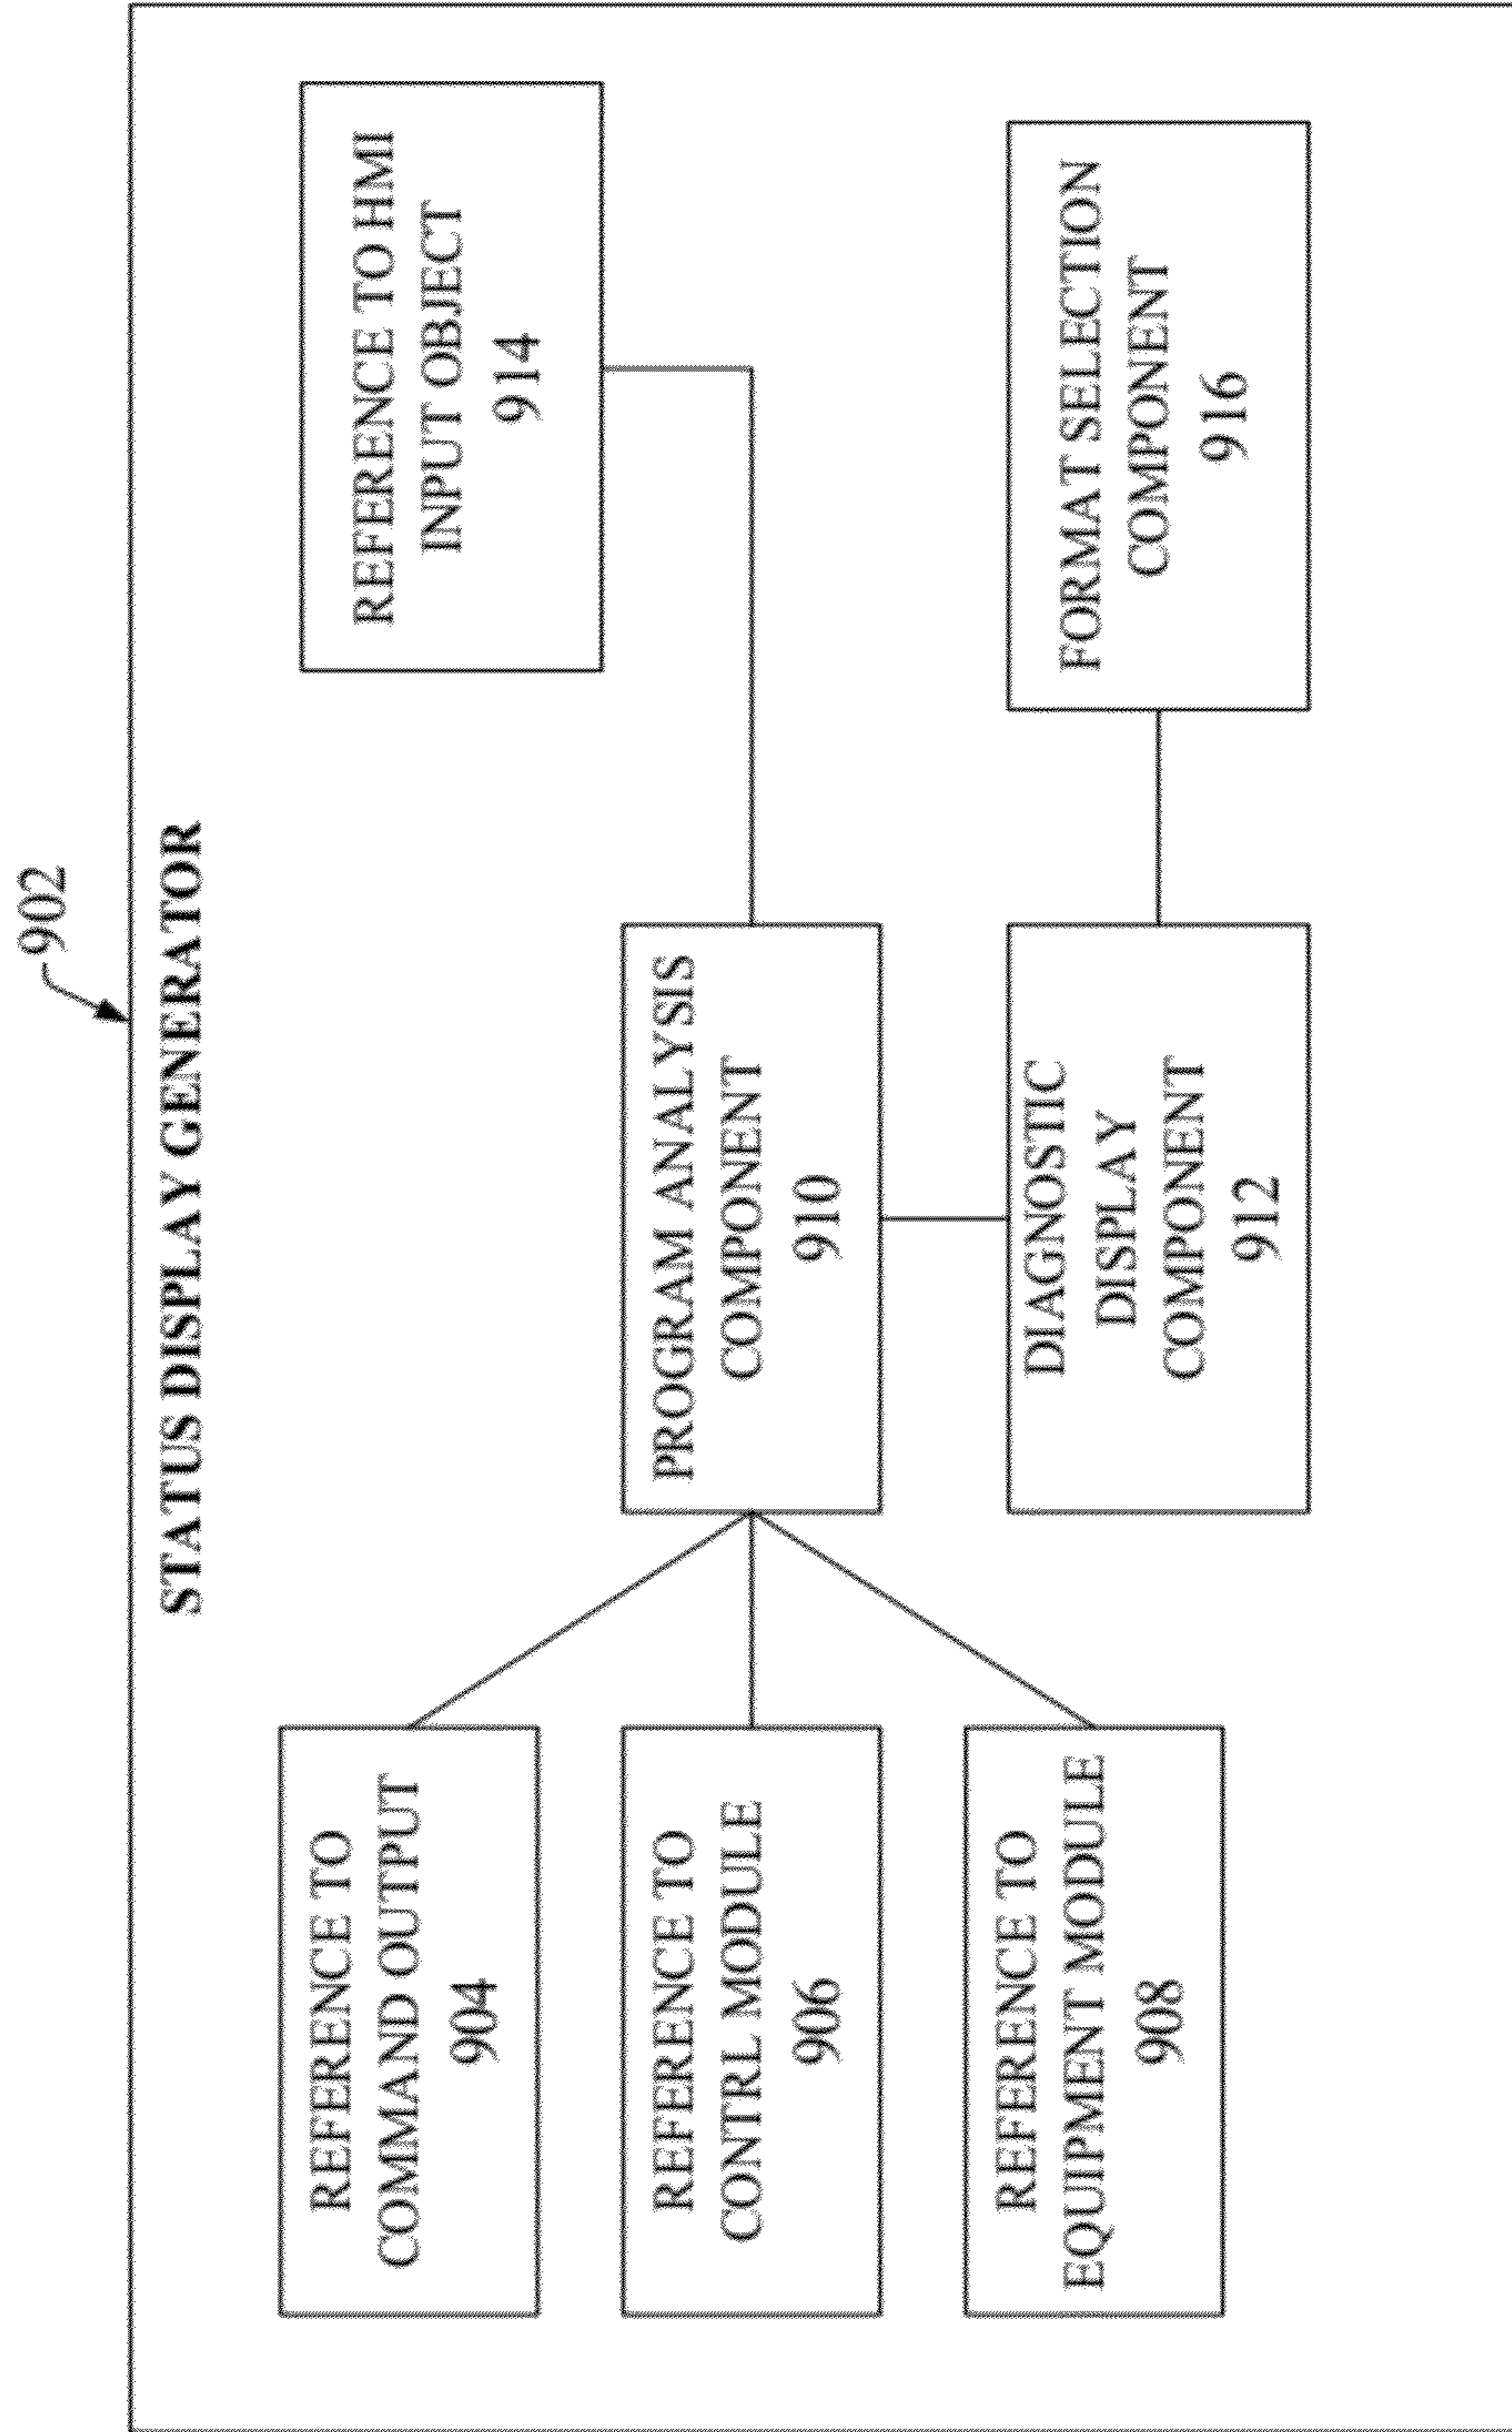 902
STATUS DISPLAY GENERATOR
REFERENCE TO
COMMAND OUTPUT
904
REFERENCE TO
CONTRL MODULE
906
REFERENCE TO
EQUIPMENT MODULE
908
PROGRAM ANALYSIS
COMPONENT
910
DIAGNOSTIC
DISPLAY
COMPONENT
912
REFERENCE TO HMI
INPUT OBJECT
914
FORMAT SELECTION
COMPONENT
916